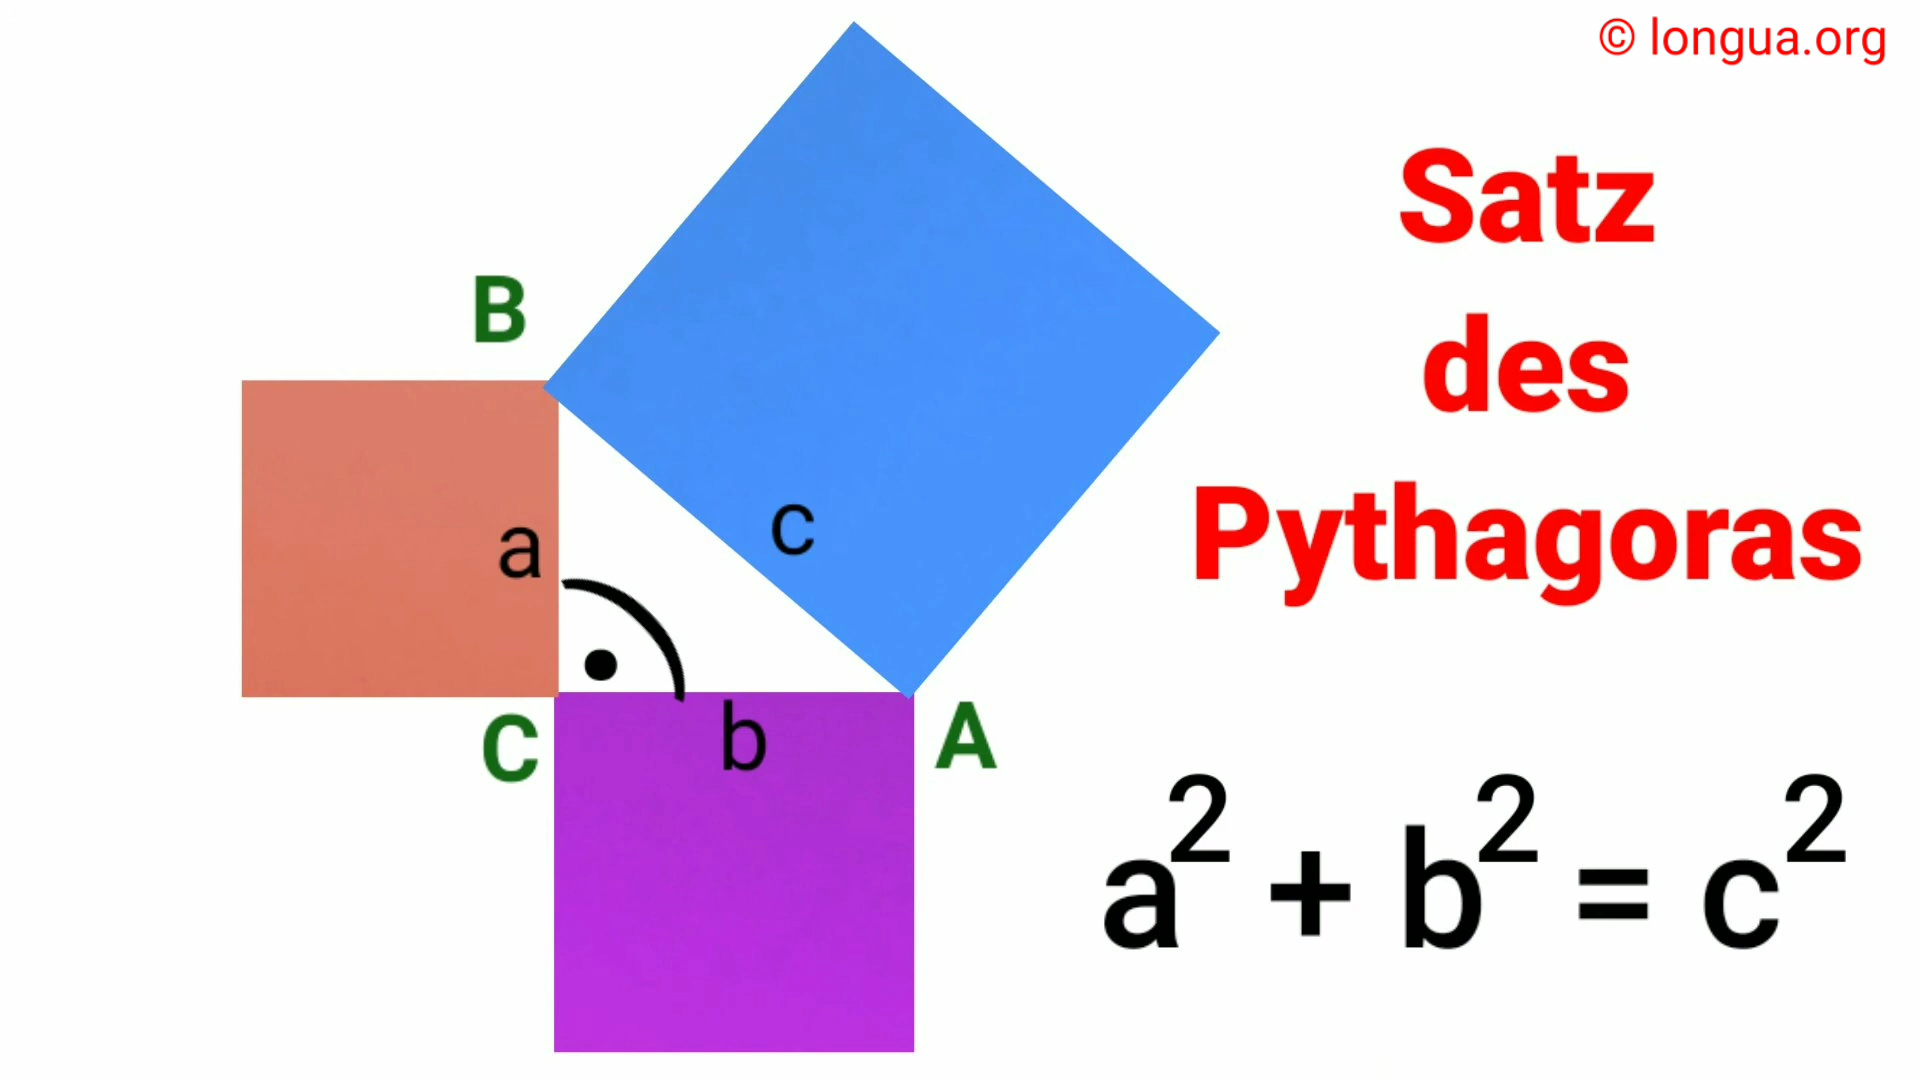 © longua.org
Satz
des
Pythagoras
B
a
c
C
b
A
a² + b² = c²